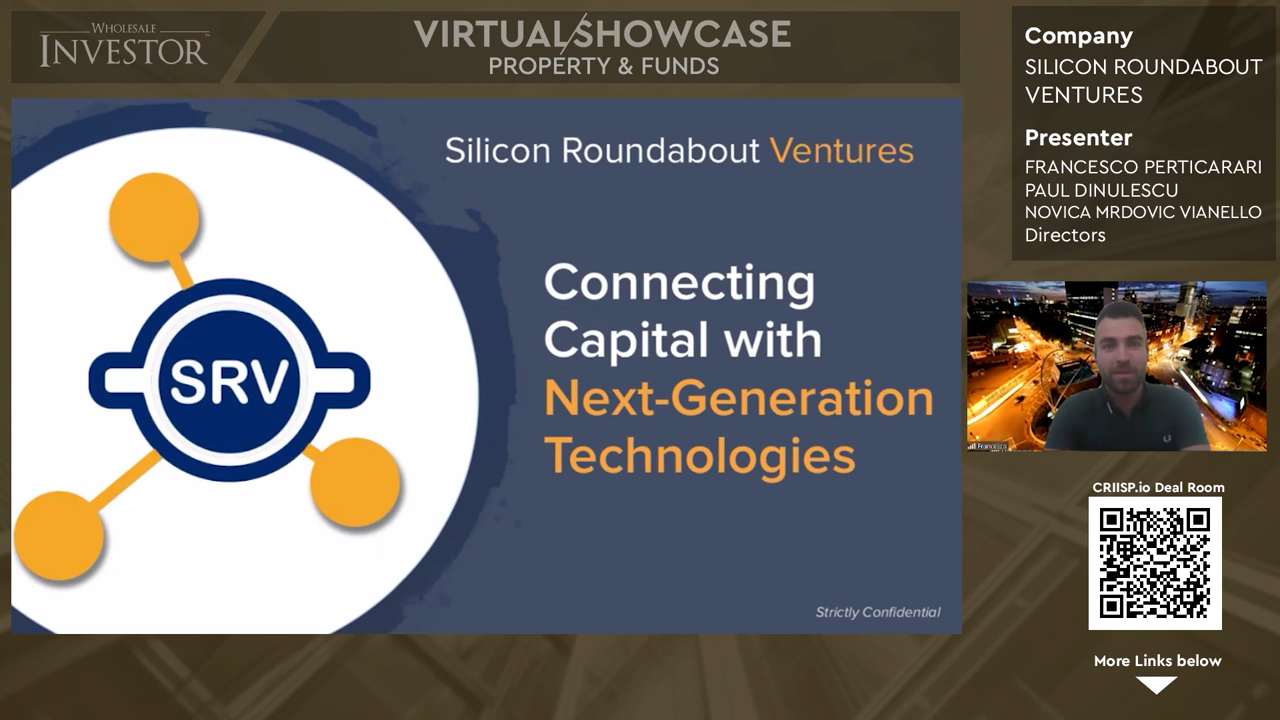 WHOLESALE
INVESTOR
VIRTUAL/SHOWCASE
PROPERTY & FUNDS
Silicon Roundabout Ventures
SRV
Connecting
Capital with
Next-Generation
Technologies
Strictly Confidential
Company
SILICON ROUNDABOUT
VENTURES
Presenter
FRANCESCO PERTICARARI
PAUL DINULESCU
NOVICA MRDOVIC VIANELLO
Directors
Francesco
CRIISP.io Deal Room
More Links below